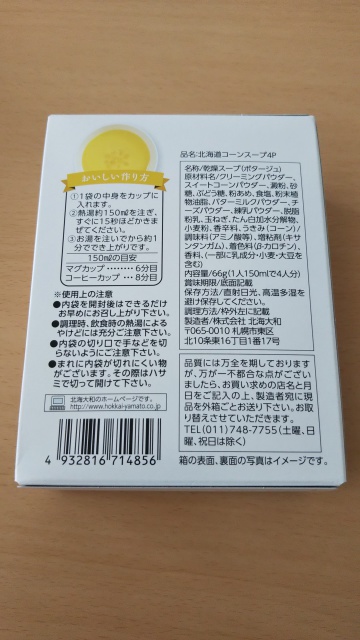 おいしい作り方
①1袋の中身をカップに
入れます。
②熱湯約150mlを注ぎ、
すぐに15秒ほどかきま
ぜてください。
③お湯を注いでから約1
分ででき上がりです。
150mlの目安
マグカップ………6分目
コーヒーカップ…8分目
※使用上の注意
●内袋を開封後はできるだけ
お早めにお召し上がり下さい。
●調理時、飲食時の熱湯による
やけどには充分ご注意下さい。
●内袋の切り口で手などを切
らないようにご注意下さい。
●まれに内袋が切れにくい物
がございます。その際はハサ
ミで切って開けて下さい。
北海大和のホームページです。
http://www.hokkai-yamato.co.jp
4 932816 714856
品名:北海道コーンスープ4P
名称/乾燥スープ(ポタージュ)
原材料名/クリーミングパウダー、
スイートコーンパウダー、澱粉、砂
糖、ぶどう糖、粉あめ、食塩、粉末植
物油脂、バターミルクパウダー、チ
ーズパウダー、練乳パウダー、脱脂
粉乳、玉ねぎ、たん白加水分解物、
小麦粉、香辛料、うきみ(コーン)/
調味料(アミノ酸等)、増粘剤(キサ
ンタンガム)、着色料(β-カロチン)、
香料、(一部に乳成分・小麦・大豆を
含む)
内容量/66g(1人150mlで4人分)
賞味期限/底面記載
保存方法/直射日光、高温多湿を
避け保存してください。
調理方法/枠外左に記載
製造者/株式会社 北海大和
〒065-0010 札幌市東区
北10条東16丁目1番17号
品質には万全を期しております
が、万が一不都合な点がござい
ましたら、お買い求めの店名と月
日をご記入の上、製造者宛に現
品を外箱ごとお送り下さい。お取
り替えさせていただきます。
TEL(011)748-7755(土曜、日
曜、祝日は除く)
箱の表面、裏面の写真はイメージです。